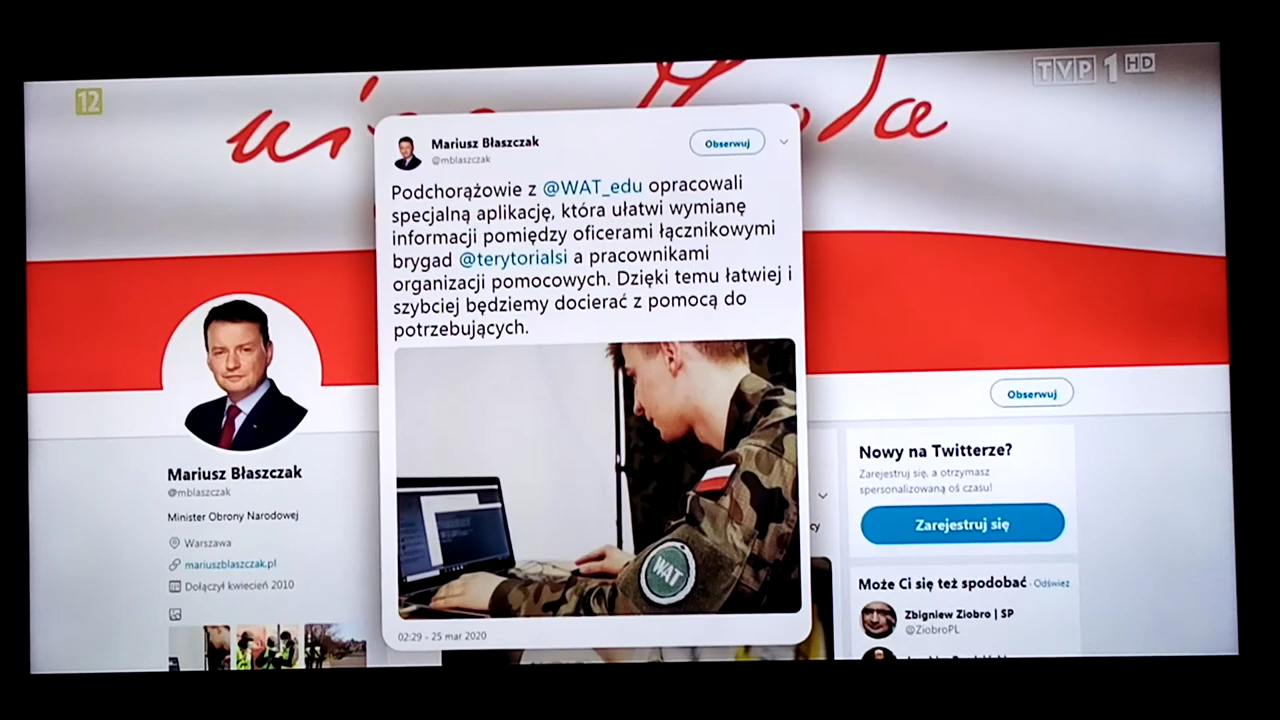 12
TVP 1 HD
Mariusz Błaszczak
@mblaszczak
Obserwuj
Podchorążowie z @WAT_edu opracowali
specjalną aplikację, która ułatwi wymianę
informacji pomiędzy oficerami łącznikowymi
brygad @terytorialsi a pracownikami
organizacji pomocowych. Dzięki temu łatwiej i
szybciej będziemy docierać z pomocą do
potrzebujących.
WAT
02:29 - 25 mar 2020
Mariusz Błaszczak
@mblaszczak
Minister Obrony Narodowej
Warszawa
mariuszblaszczak.pl
Dołączył kwiecień 2010
Obserwuj
Nowy na Twitterze?
Zarejestruj się, a otrzymasz
spersonalizowaną oś czasu!
Zarejestruj się
Może Ci się też spodobać · Odśwież
Zbigniew Ziobro | SP
@ZiobroPL